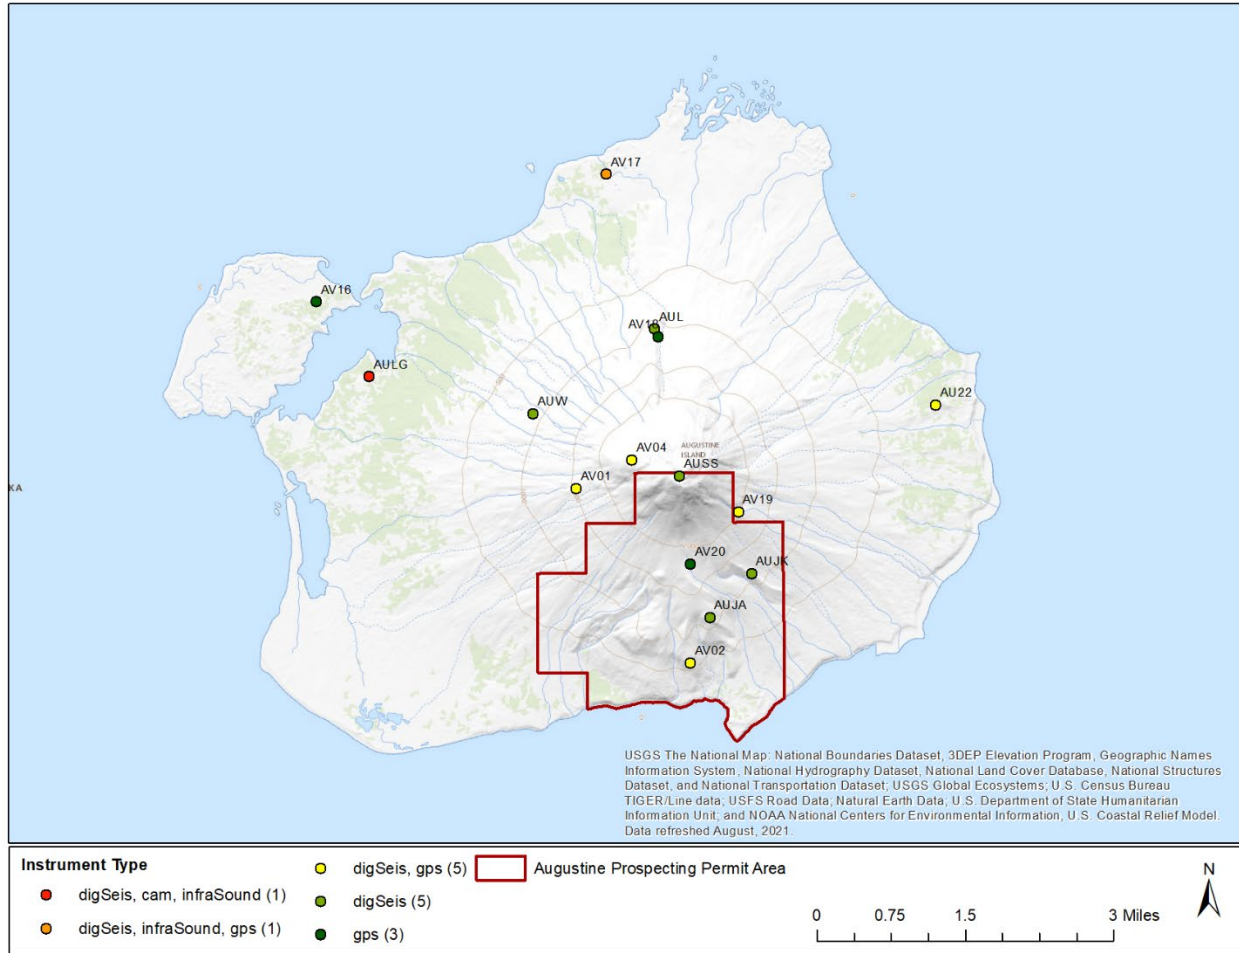 AV17
AV16
AV18
AUL
AULG
AUW
AU22
AV04
AUGUSTINE
ISLAND
AUSS
AV01
KA
AV19
AV20
AUJK
AUJA
AV02
USGS The National Map: National Boundaries Dataset, 3DEP Elevation Program, Geographic Names
Information System, National Hydrography Dataset, National Land Cover Database, National Structures
Dataset, and National Transportation Dataset; USGS Global Ecosystems; U.S. Census Bureau
TIGER/Line data; USFS Road Data; Natural Earth Data; U.S. Department of State Humanitarian
Information Unit; and NOAA National Centers for Environmental Information, U.S. Coastal Relief Model.
Data refreshed August, 2021.
Instrument Type
digSeis, cam, infraSound (1)
digSeis, infraSound, gps (1)
digSeis, gps (5)
digSeis (5)
gps (3)
Augustine Prospecting Permit Area
0 0.75 1.5 3 Miles
N